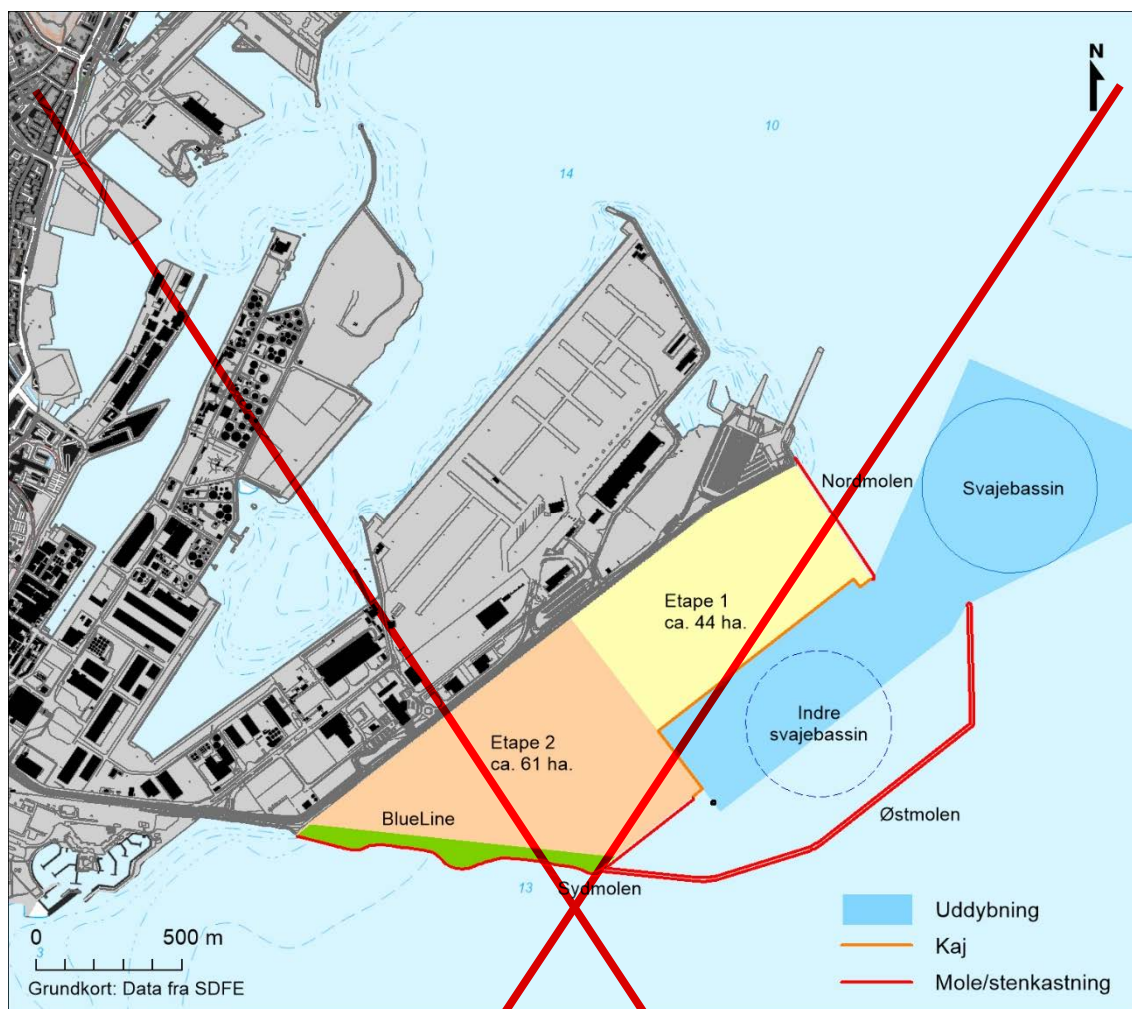 N
10
14
Nordmolen
Svajebassin
Etape 1
ca. 44 ha.
Indre
svajebassin
Etape 2
ca. 61 ha.
BlueLine
Østmolen
Sydmolen
13
Uddybning
Kaj
Mole/stenkastning
0 500 m
3
Grundkort: Data fra SDFE